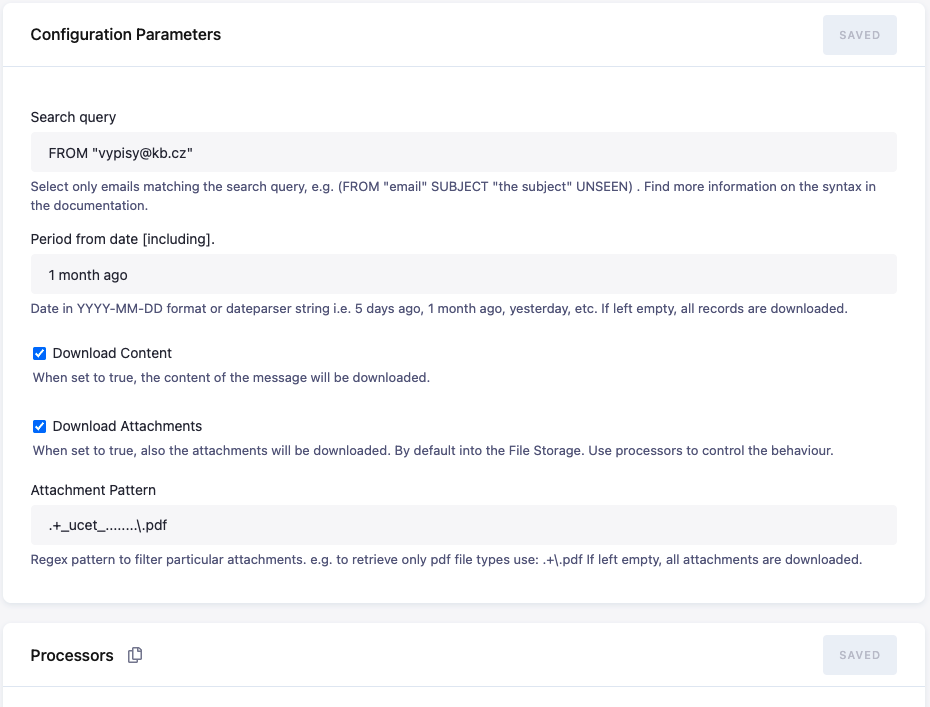 Configuration Parameters
SAVED
Search query
FROM "vypisy@kb.cz"
Select only emails matching the search query, e.g. (FROM "email" SUBJECT "the subject" UNSEEN) . Find more information on the syntax in
the documentation.
Period from date [including].
1 month ago
Date in YYYY-MM-DD format or dateparser string i.e. 5 days ago, 1 month ago, yesterday, etc. If left empty, all records are downloaded.
Download Content
When set to true, the content of the message will be downloaded.
Download Attachments
When set to true, also the attachments will be downloaded. By default into the File Storage. Use processors to control the behaviour.
Attachment Pattern
.+_ucet_........\.pdf
Regex pattern to filter particular attachments. e.g. to retrieve only pdf file types use: .+\.pdf If left empty, all attachments are downloaded.
Processors
SAVED